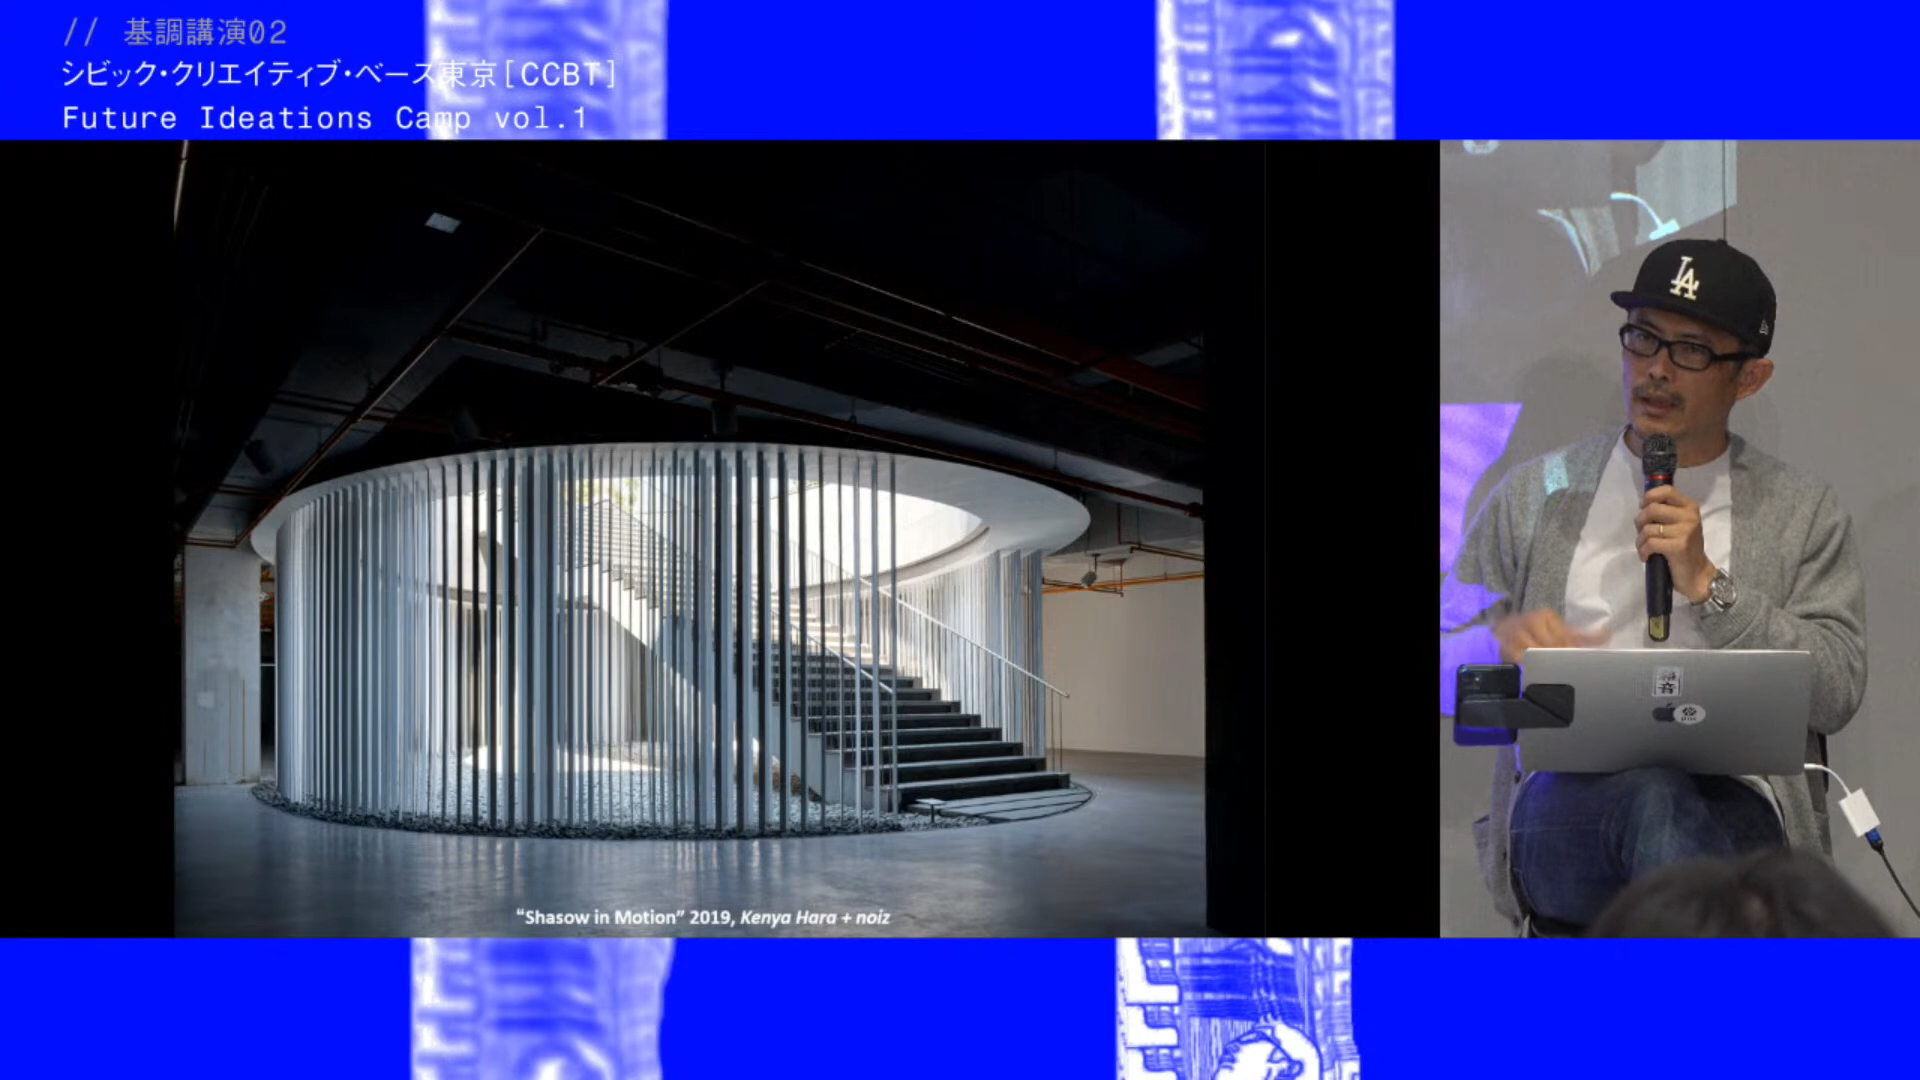 // 基調講演02
シビック・クリエイティブ・ベース東京[CCBT]
Future Ideations Camp vol.1
LA
“Shasow in Motion” 2019, Kenya Hara + noiz